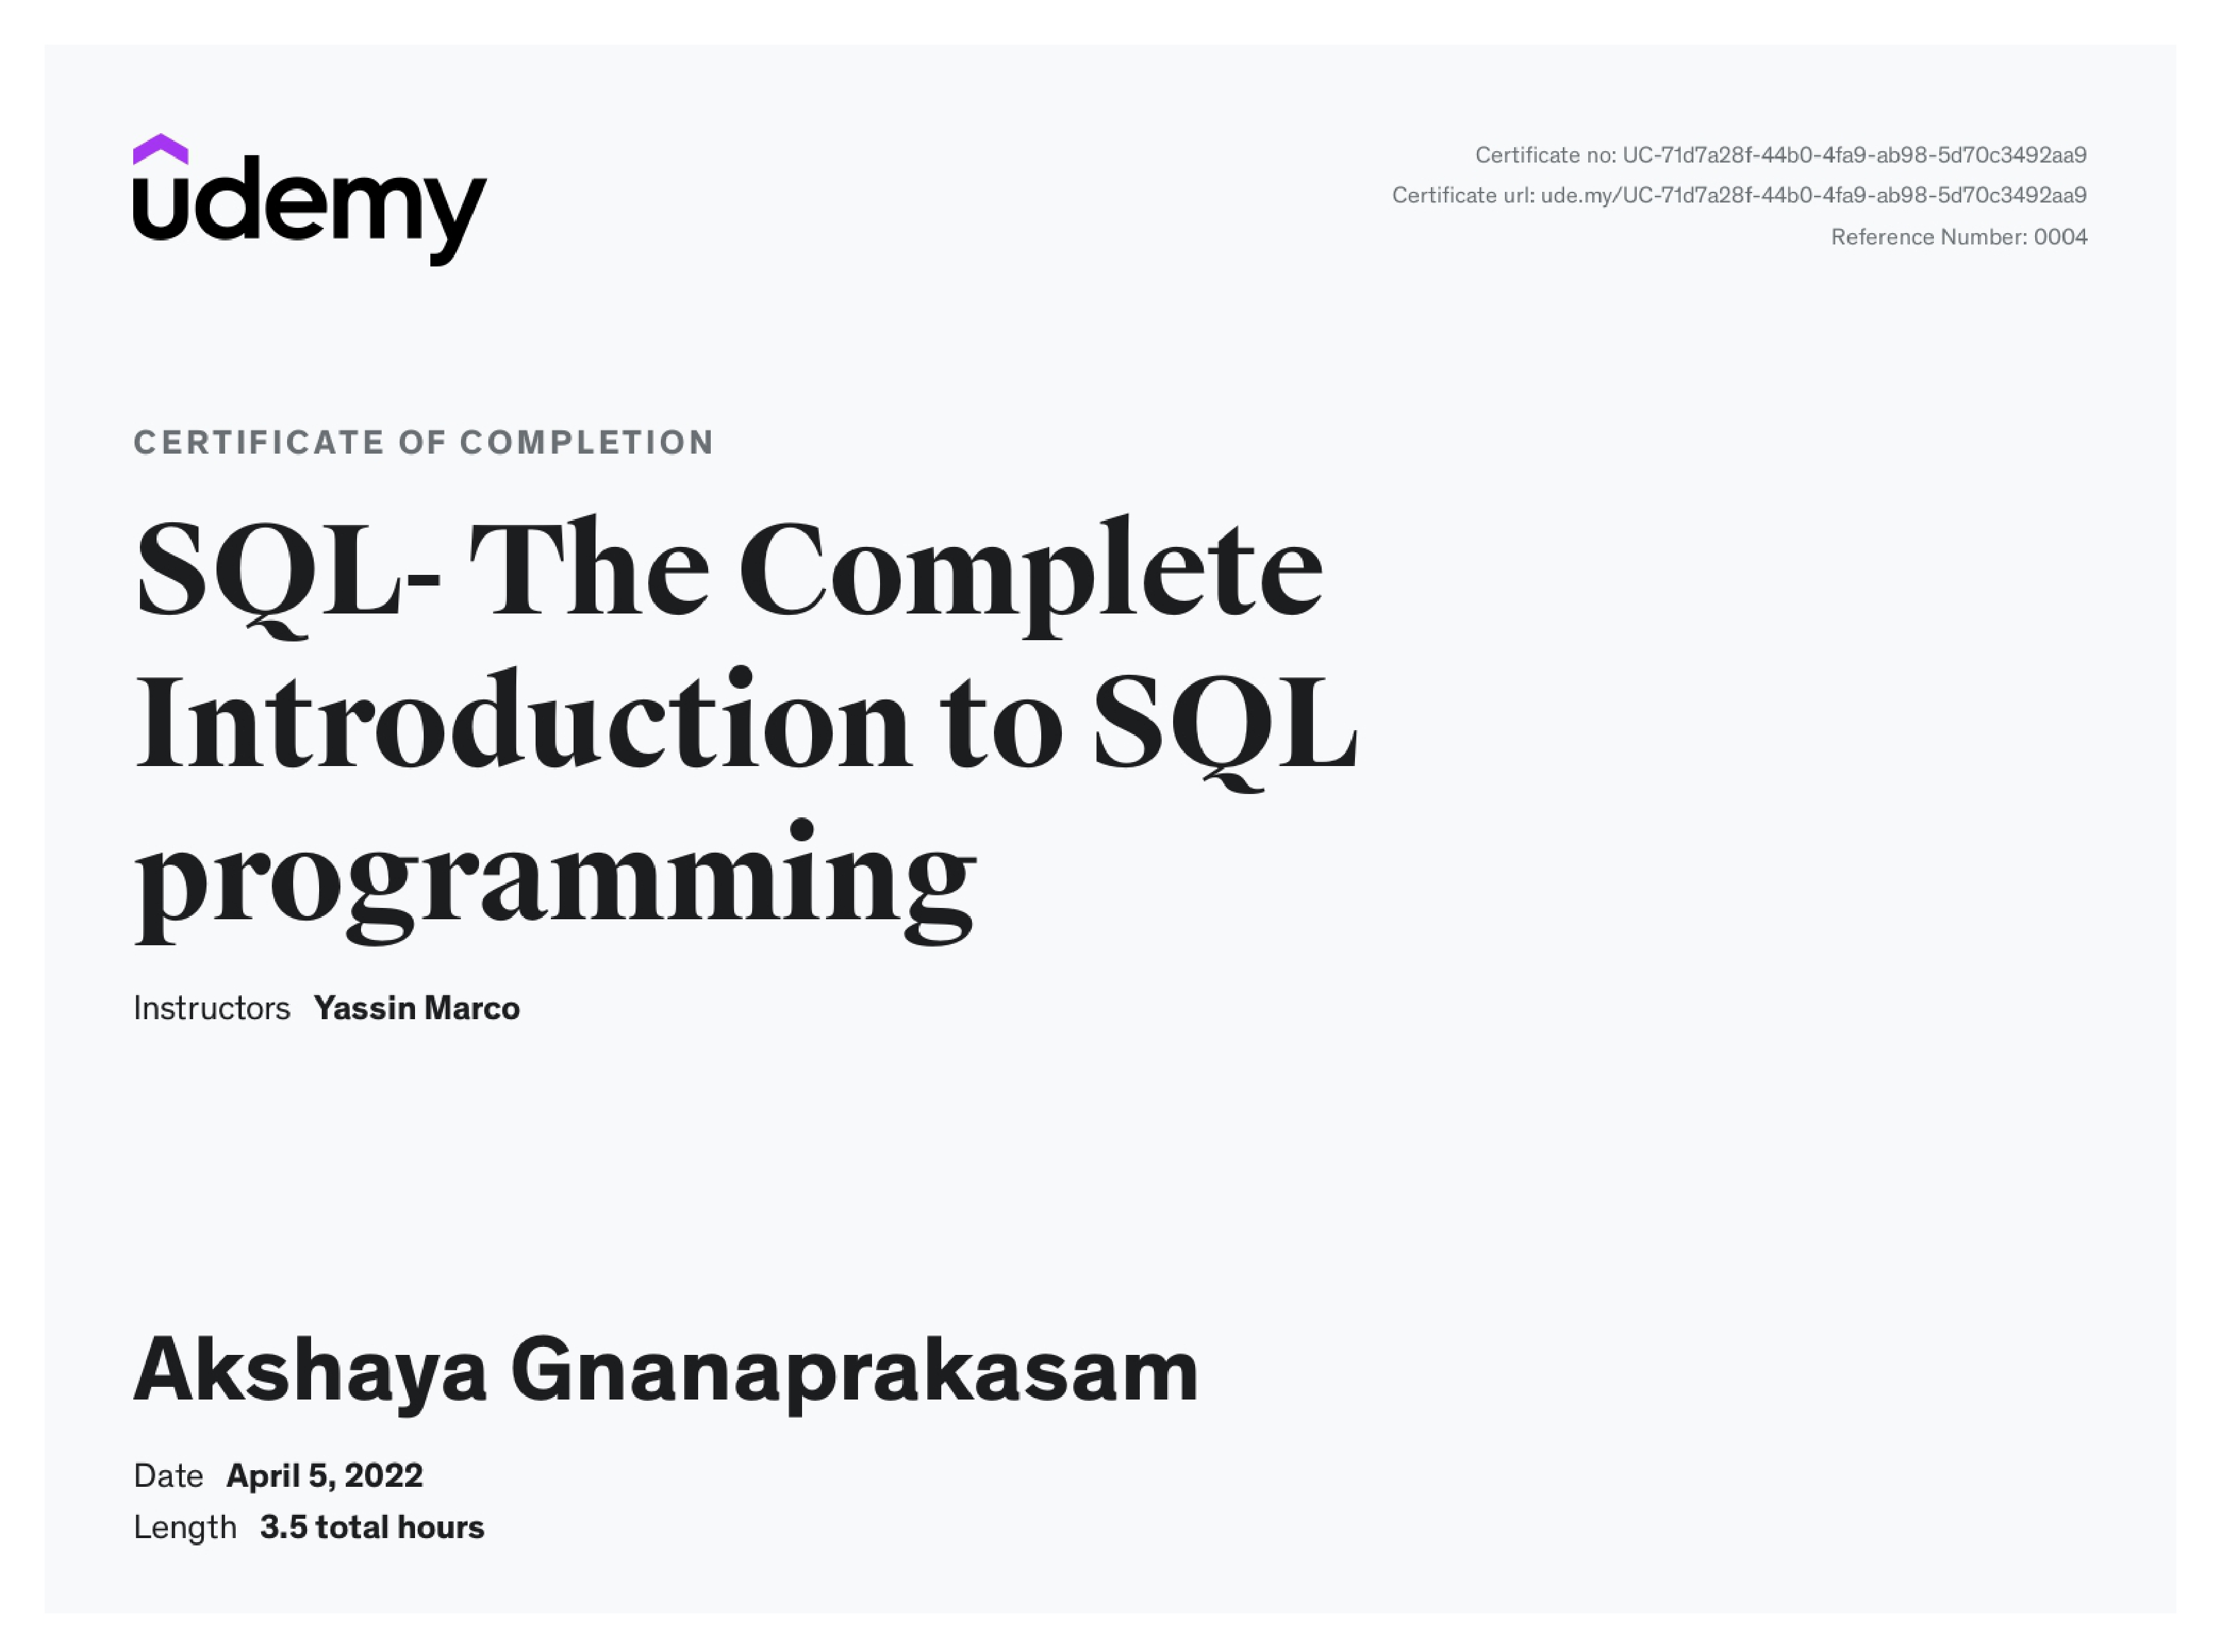 udemy
Certificate no: UC-71d7a28f-44b0-4fa9-ab98-5d70c3492aa9
Certificate url: ude.my/UC-71d7a28f-44b0-4fa9-ab98-5d70c3492aa9
Reference Number: 0004
CERTIFICATE OF COMPLETION
SQL- The Complete
Introduction to SQL
programming
Instructors Yassin Marco
Akshaya Gnanaprakasam
Date April 5, 2022
Length 3.5 total hours